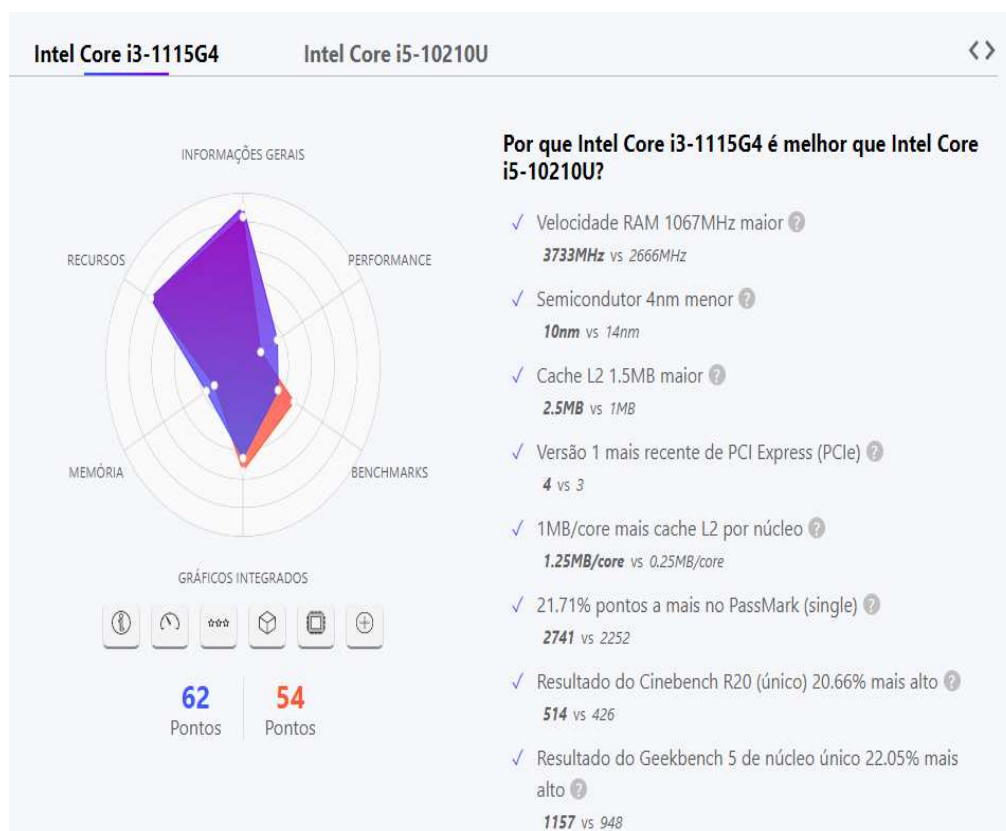 Intel Core i3-1115G4
Intel Core i5-10210U
INFORMAÇÕES GERAIS
RECURSOS
PERFORMANCE
MEMÓRIA
BENCHMARKS
GRÁFICOS INTEGRADOS
62
Pontos
54
Pontos
Por que Intel Core i3-1115G4 é melhor que Intel Core
i5-10210U?
✓ Velocidade RAM 1067MHz maior ?
3733MHz vs 2666MHz
✓ Semicondutor 4nm menor ?
10nm vs 14nm
✓ Cache L2 1.5MB maior ?
2.5MB vs 1MB
✓ Versão 1 mais recente de PCI Express (PCIe) ?
4 vs 3
✓ 1MB/core mais cache L2 por núcleo ?
1.25MB/core vs 0.25MB/core
✓ 21.71% pontos a mais no PassMark (single) ?
2741 vs 2252
✓ Resultado do Cinebench R20 (único) 20.66% mais alto ?
514 vs 426
✓ Resultado do Geekbench 5 de núcleo único 22.05% mais
alto ?
1157 vs 948